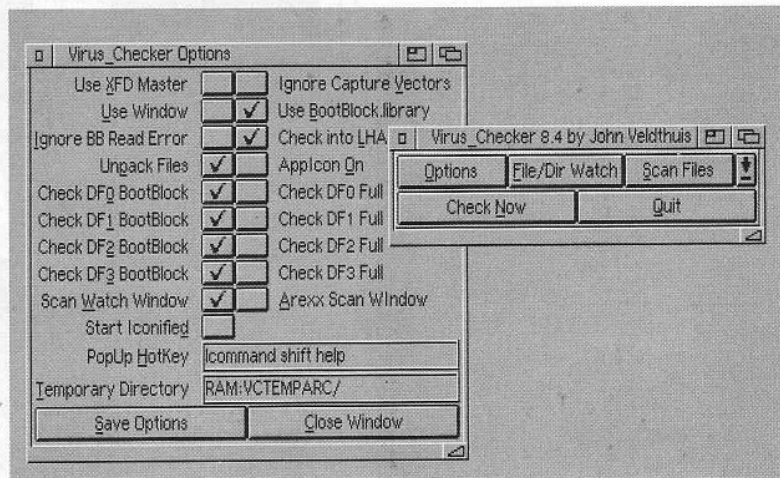 Virus_Checker Options
Use XFD Master Ignore Capture Vectors
Use Window Use BootBlock.library
Ignore BB Read Error Check into LHA
Unpack Files AppIcon On
Check DF0 BootBlock Check DF0 Full
Check DF1 BootBlock Check DF1 Full
Check DF2 BootBlock Check DF2 Full
Check DF3 BootBlock Check DF3 Full
Scan Watch Window Arexx Scan WIndow
Start Iconified
PopUp HotKey lcommand shift help
Temporary Directory RAM:VCTEMPARC/
Save Options Close Window
Virus_Checker 8.4 by John Veldthuis
Options File/Dir Watch Scan Files
Check Now Quit